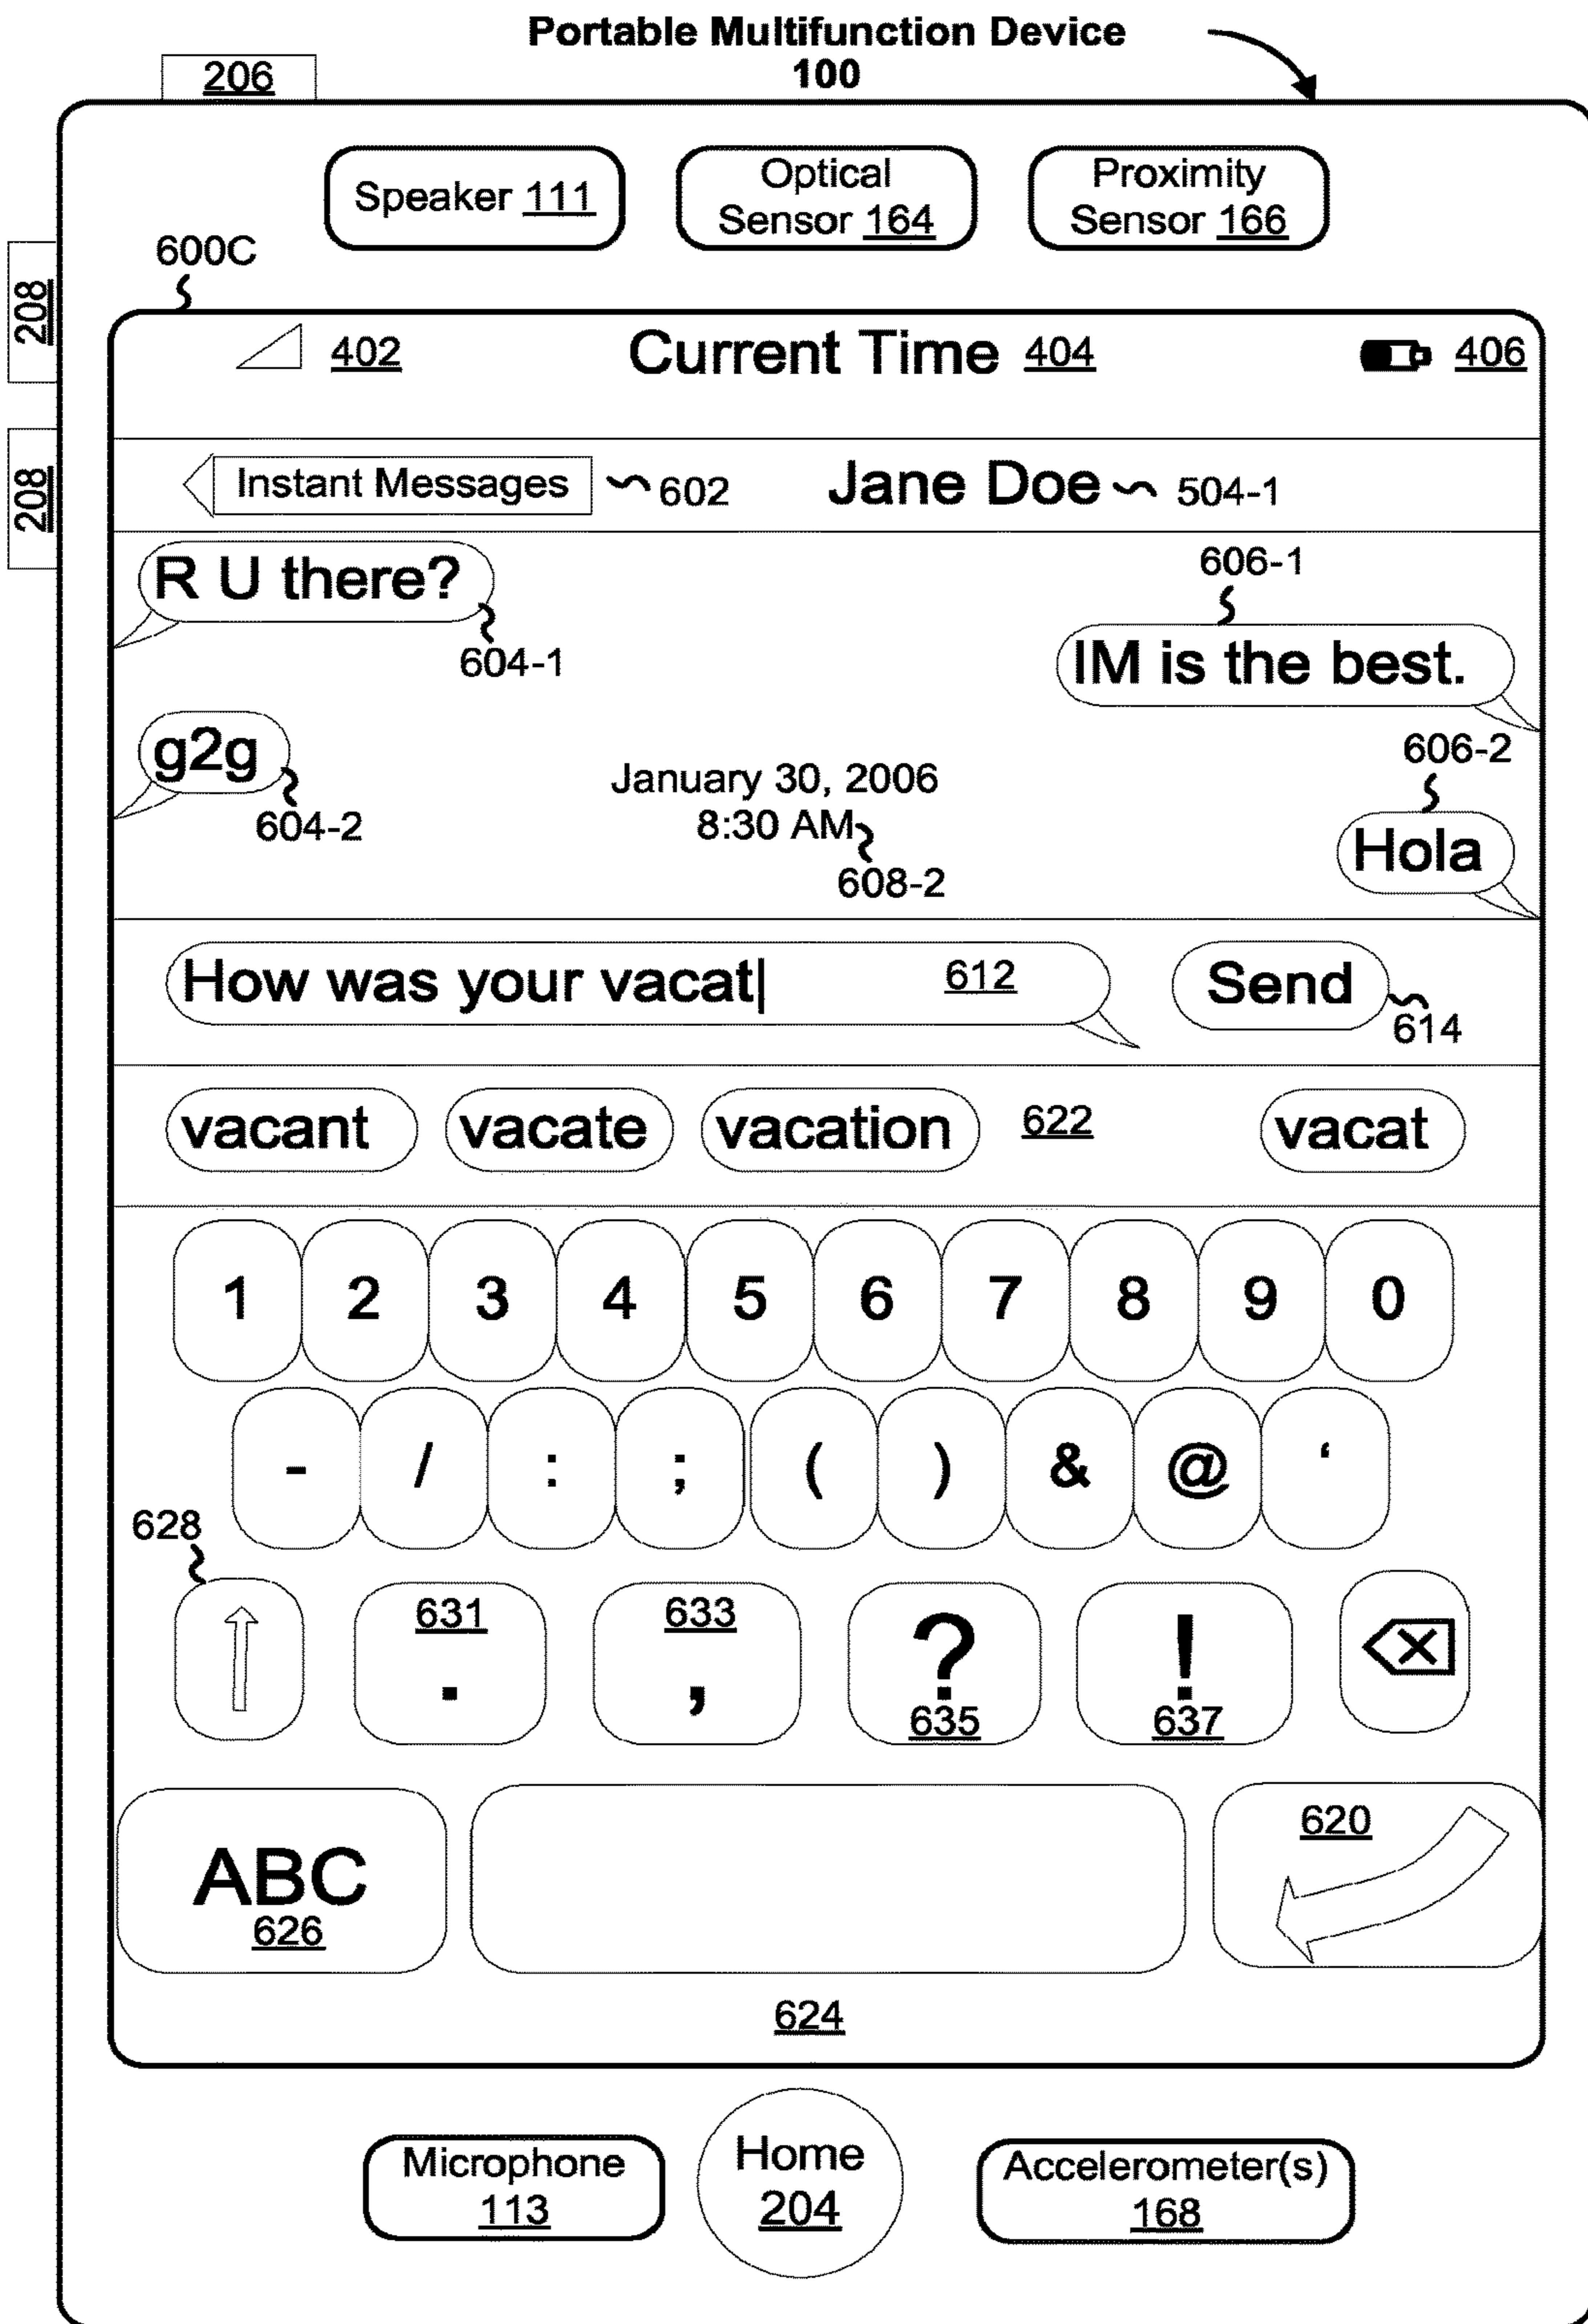 Portable Multifunction Device
100
206
Speaker 111
Optical
Sensor 164
Proximity
Sensor 166
600C
208
402
Current Time 404
406
208
Instant Messages
602
Jane Doe
504-1
R U there?
604-1
606-1
IM is the best.
g2g
604-2
January 30, 2006
8:30 AM
608-2
606-2
Hola
How was your vacat
612
Send
614
vacant
vacate
vacation
622
vacat
1 2 3 4 5 6 7 8 9 0
- / : ; ( ) & @ ‘
628
631
.
633
,
?
635
!
637
ABC
626
620
624
Microphone
113
Home
204
Accelerometer(s)
168